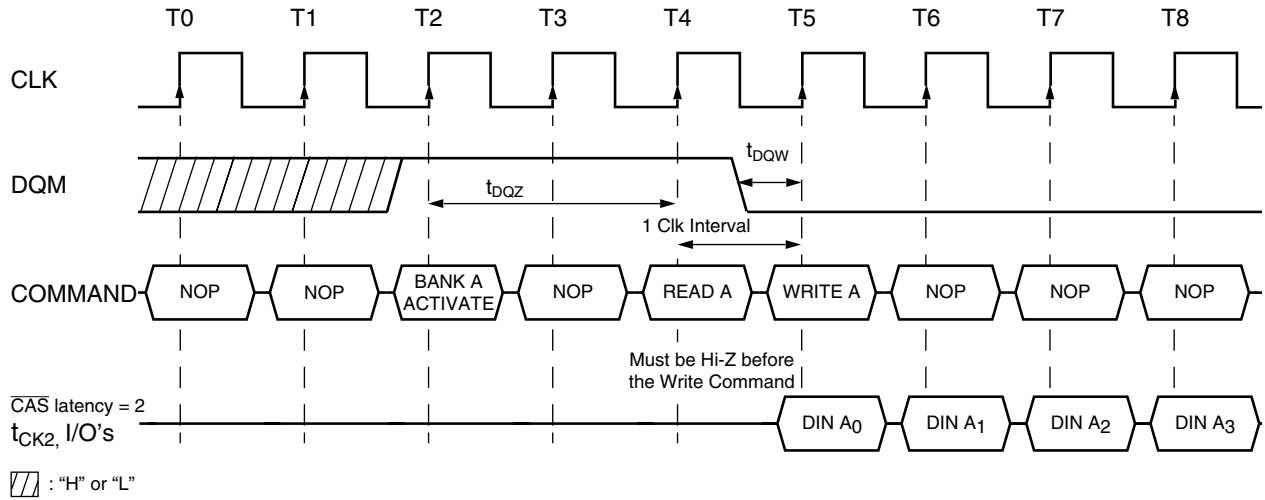 T0 T1 T2 T3 T4 T5 T6 T7 T8
CLK
DQM
tDQW
tDQZ
1 Clk Interval
COMMAND
NOP NOP BANK A ACTIVATE NOP READ A WRITE A NOP NOP NOP
Must be Hi-Z before
the Write Command
CAS latency = 2
tCK2, I/O's
DIN A0 DIN A1 DIN A2 DIN A3
: “H” or “L”